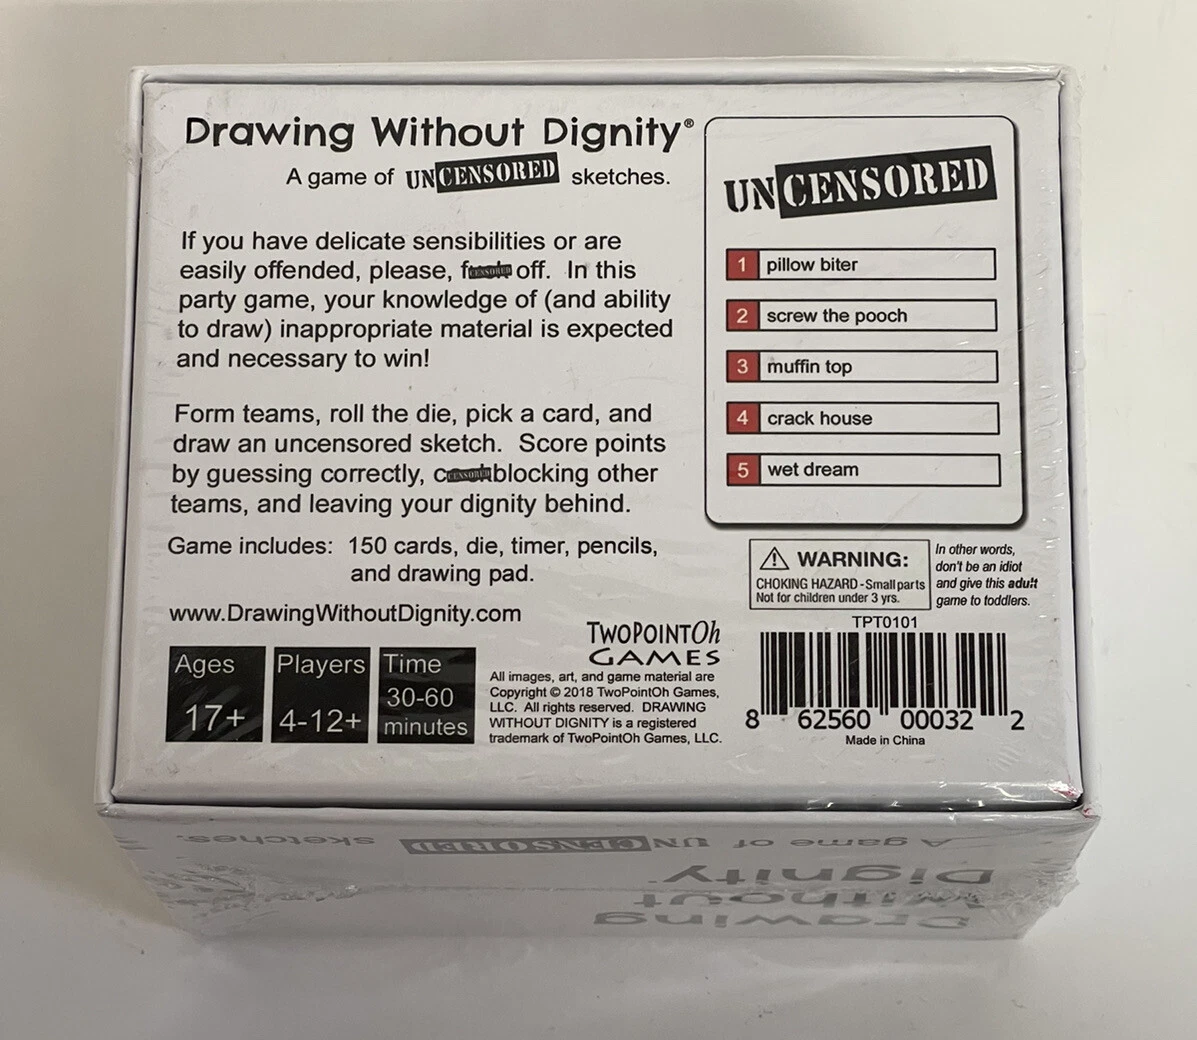 Drawing Without Dignity®
A game of UNCENSORED sketches.
If you have delicate sensibilities or are
easily offended, please, f CENSORED k off. In this
party game, your knowledge of (and ability
to draw) inappropriate material is expected
and necessary to win!
Form teams, roll the die, pick a card, and
draw an uncensored sketch. Score points
by guessing correctly, c CENSORED kblocking other
teams, and leaving your dignity behind.
Game includes: 150 cards, die, timer, pencils,
and drawing pad.
www.DrawingWithoutDignity.com
Ages
17+
Players
4-12+
Time
30-60
minutes
TWOPOINTOh
GAMES
All images, art, and game material are
Copyright © 2018 TwoPointOh Games,
LLC. All rights reserved. DRAWING
WITHOUT DIGNITY is a registered
trademark of TwoPointOh Games, LLC.
UNCENSORED
1 pillow biter
2 screw the pooch
3 muffin top
4 crack house
5 wet dream
WARNING:
CHOKING HAZARD - Small parts
Not for children under 3 yrs.
In other words,
don't be an idiot
and give this adult
game to toddlers.
TPT0101
8 62560 00032 2
Made in China
A game of UNCENSORED sketches.
Drawing
Without
Dignity